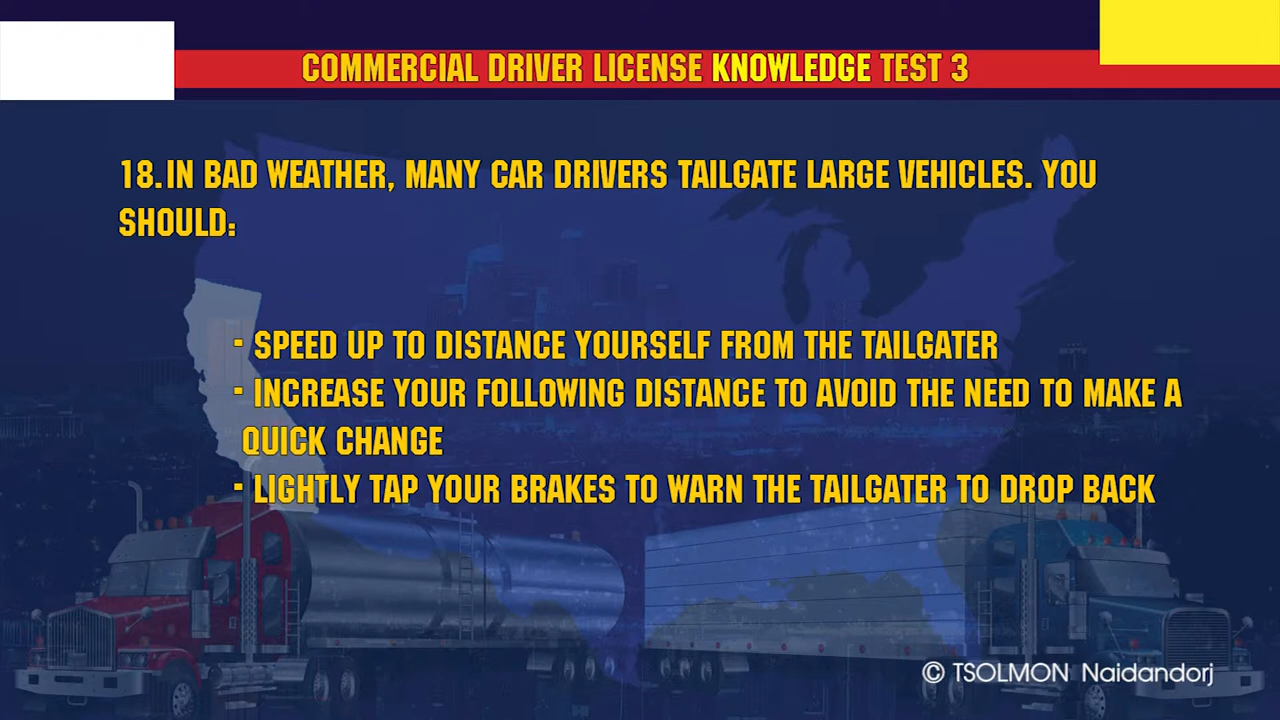 COMMERCIAL DRIVER LICENSE KNOWLEDGE TEST 3
18.IN BAD WEATHER, MANY CAR DRIVERS TAILGATE LARGE VEHICLES. YOU
SHOULD:
- SPEED UP TO DISTANCE YOURSELF FROM THE TAILGATER
- INCREASE YOUR FOLLOWING DISTANCE TO AVOID THE NEED TO MAKE A
QUICK CHANGE
- LIGHTLY TAP YOUR BRAKES TO WARN THE TAILGATER TO DROP BACK
© TSOLMON Naidandorj